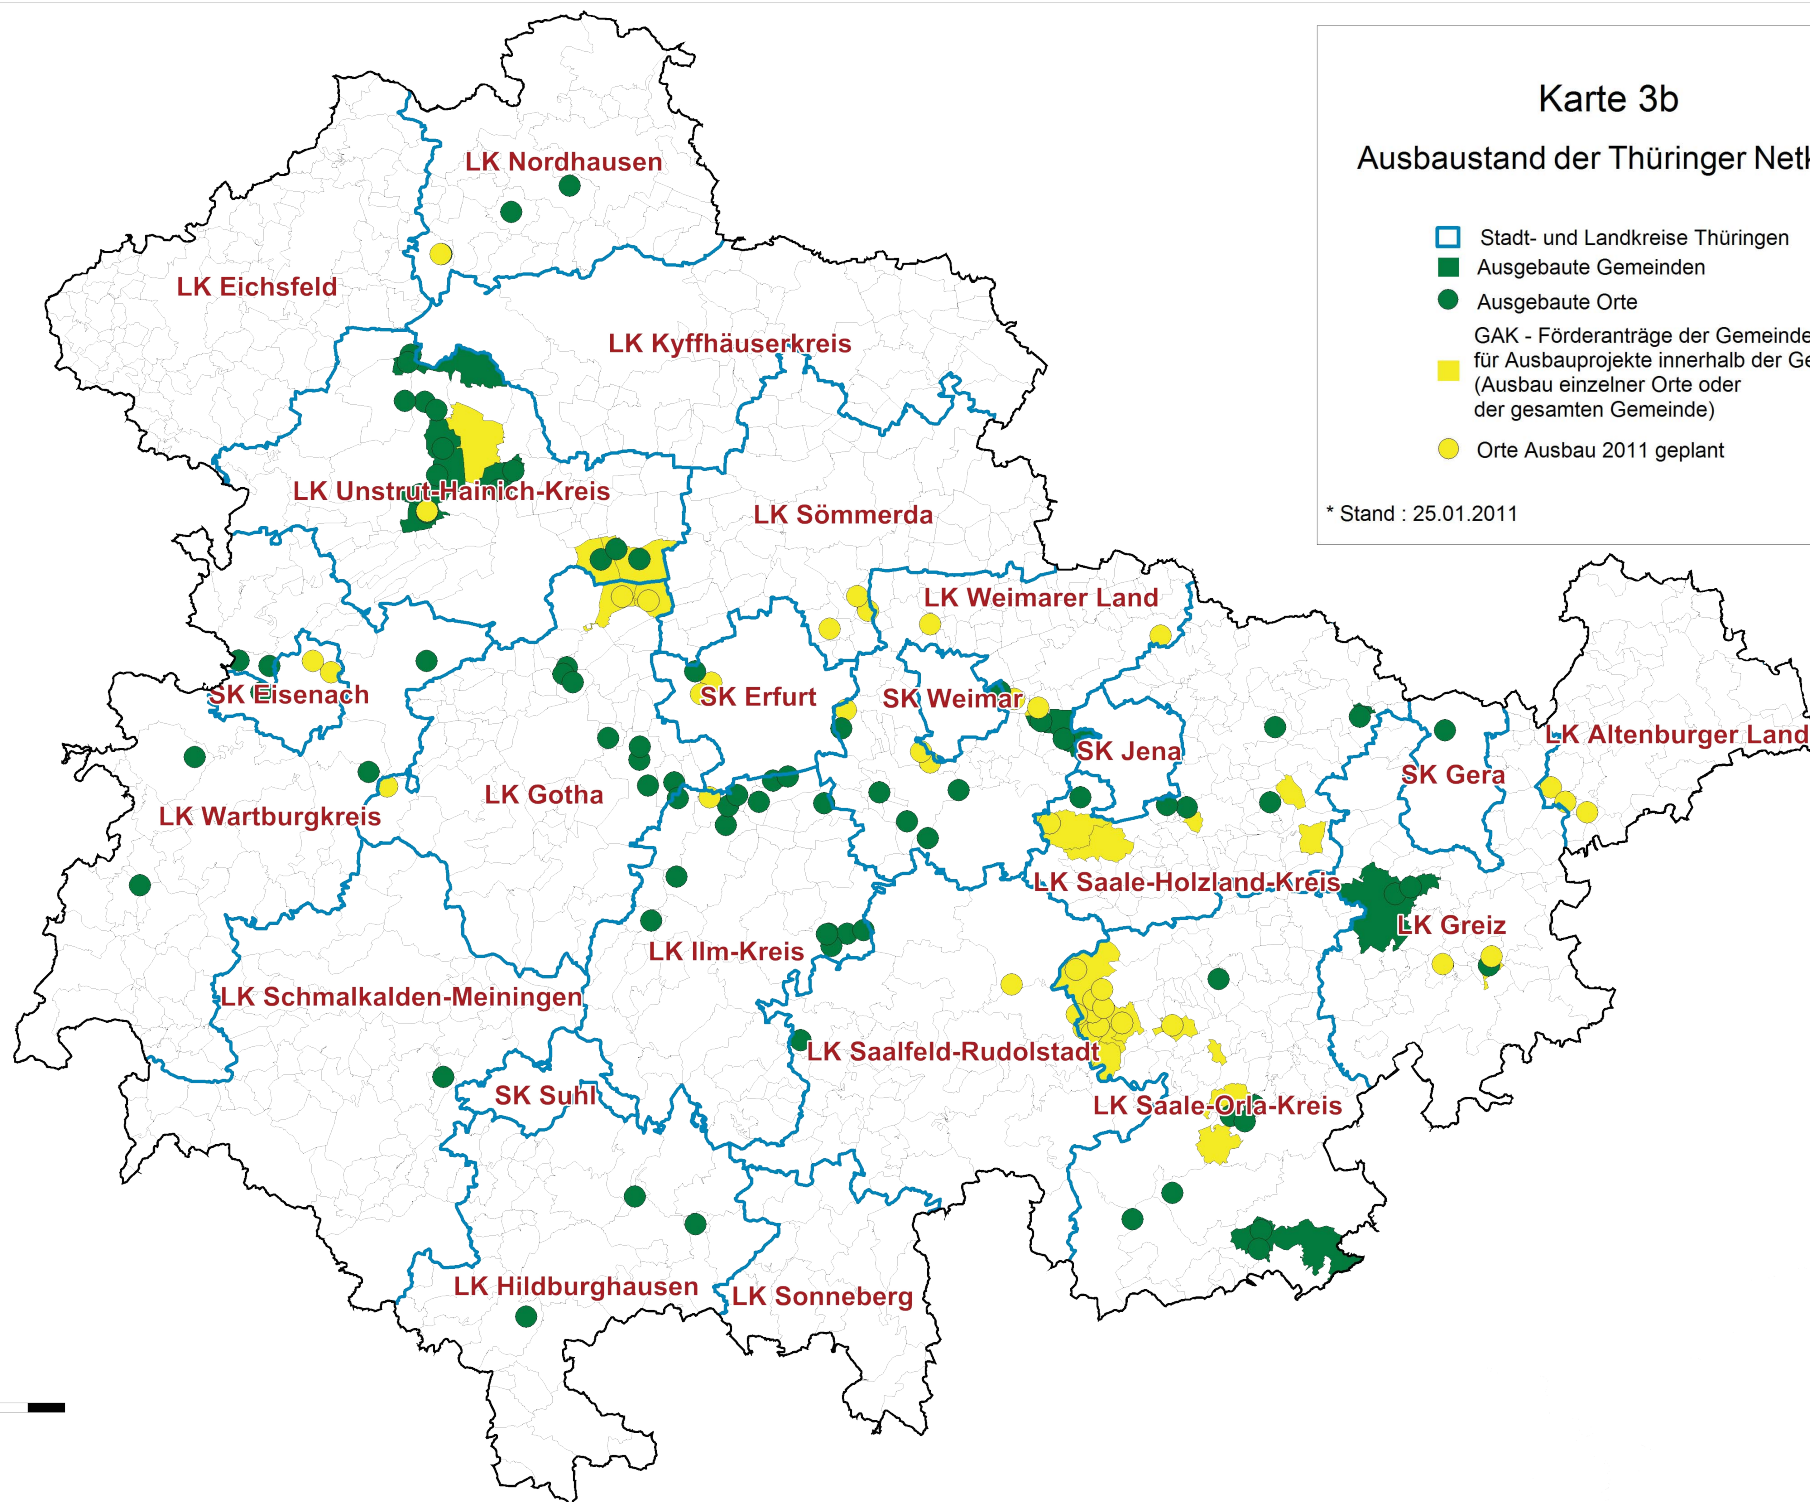 Karte 3b
Ausbaustand der Thüringer Net
Stadt- und Landkreise Thüringen
Ausgebaute Gemeinden
Ausgebaute Orte
GAK - Förderanträge der Gemeinde
für Ausbauprojekte innerhalb der Ge
(Ausbau einzelner Orte oder
der gesamten Gemeinde)
Orte Ausbau 2011 geplant
* Stand : 25.01.2011
LK Nordhausen
LK Eichsfeld
LK Kyffhäuserkreis
LK Unstrut-Hainich-Kreis
LK Sömmerda
LK Weimarer Land
SK Eisenach
SK Erfurt
SK Weimar
SK Jena
LK Altenburger Land
SK Gera
LK Gotha
LK Wartburgkreis
LK Saale-Holzland-Kreis
LK Greiz
LK Ilm-Kreis
LK Schmalkalden-Meiningen
LK Saalfeld-Rudolstadt
SK Suhl
LK Saale-Orla-Kreis
LK Hildburghausen
LK Sonneberg